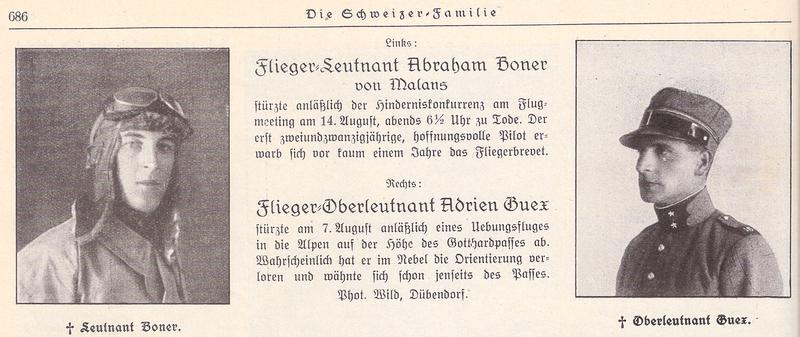 686
Die Schweizer-Familie
Links:
Flieger-Leutnant Abraham Boner
von Malans
stürzte anläßlich der Hinderniskonkurrenz am Flug-
meeting am 14. August, abends 6½ Uhr zu Tode. Der
erst zweiundzwanzigjährige, hoffnungsvolle Pilot er-
warb sich vor kaum einem Jahre das Fliegerbrevet.
Rechts:
Flieger-Oberleutnant Adrien Guex
stürzte am 7. August anläßlich eines Uebungsfluges
in die Alpen auf der Höhe des Gotthardpasses ab.
Wahrscheinlich hat er im Nebel die Orientierung ver-
loren und wähnte sich schon jenseits des Passes.
Phot. Wild, Dübendorf.
† Leutnant Boner.
† Oberleutnant Guex.